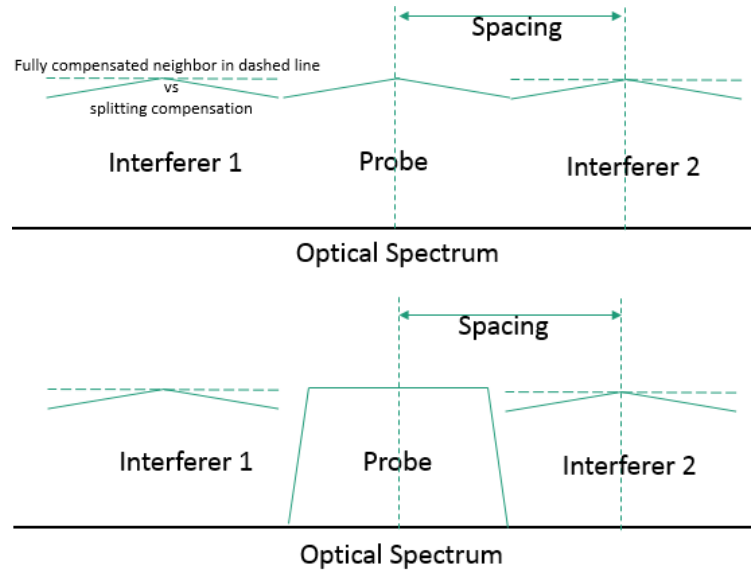 Spacing
Fully compensated neighbor in dashed line
vs
splitting compensation
Interferer 1
Probe
Interferer 2
Optical Spectrum
Spacing
Interferer 1
Probe
Interferer 2
Optical Spectrum